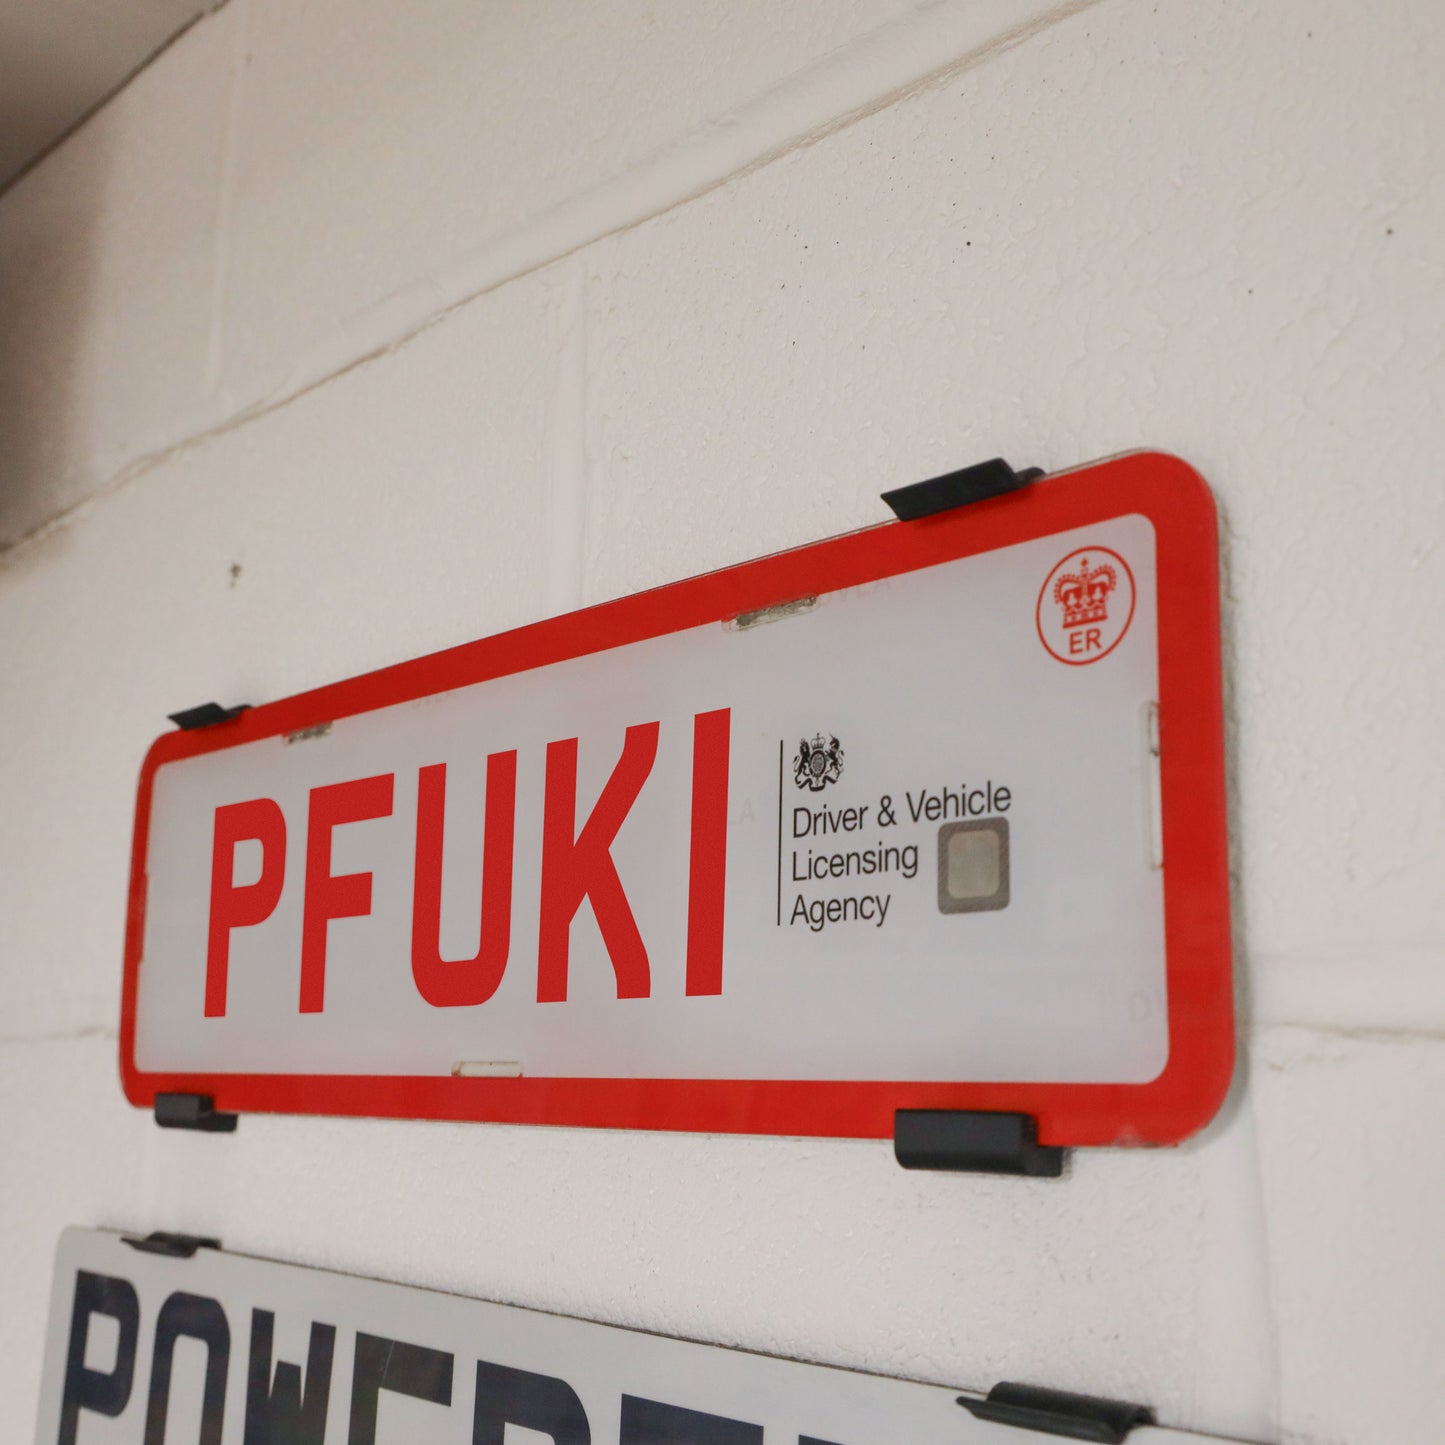 PFUKI
Driver & Vehicle
Licensing
Agency
ER